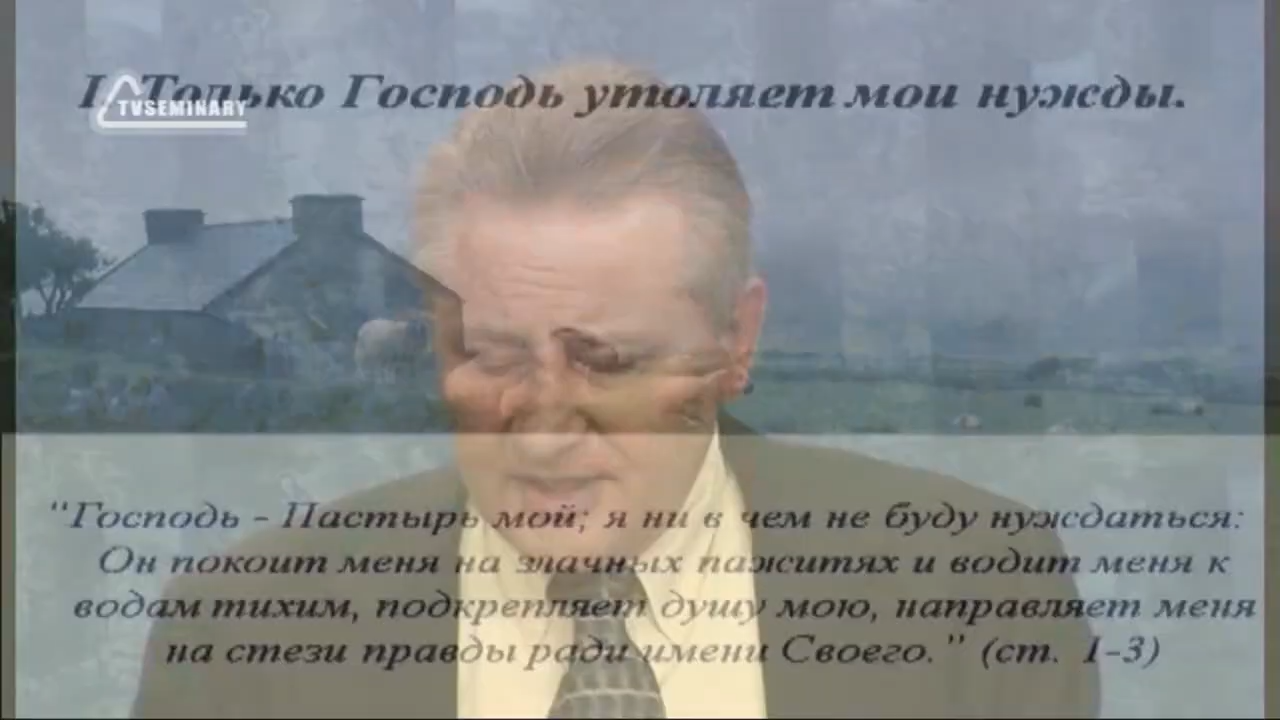 I. Только Господь утоляет мои нужды.
TVSEMINARY
"Господь - Пастырь мой; я ни в чем не буду нуждаться:
Он покоит меня на злачных пажитях и водит меня к
водам тихим, подкрепляет душу мою, направляет меня
на стези правды ради имени Своего." (ст. 1-3)